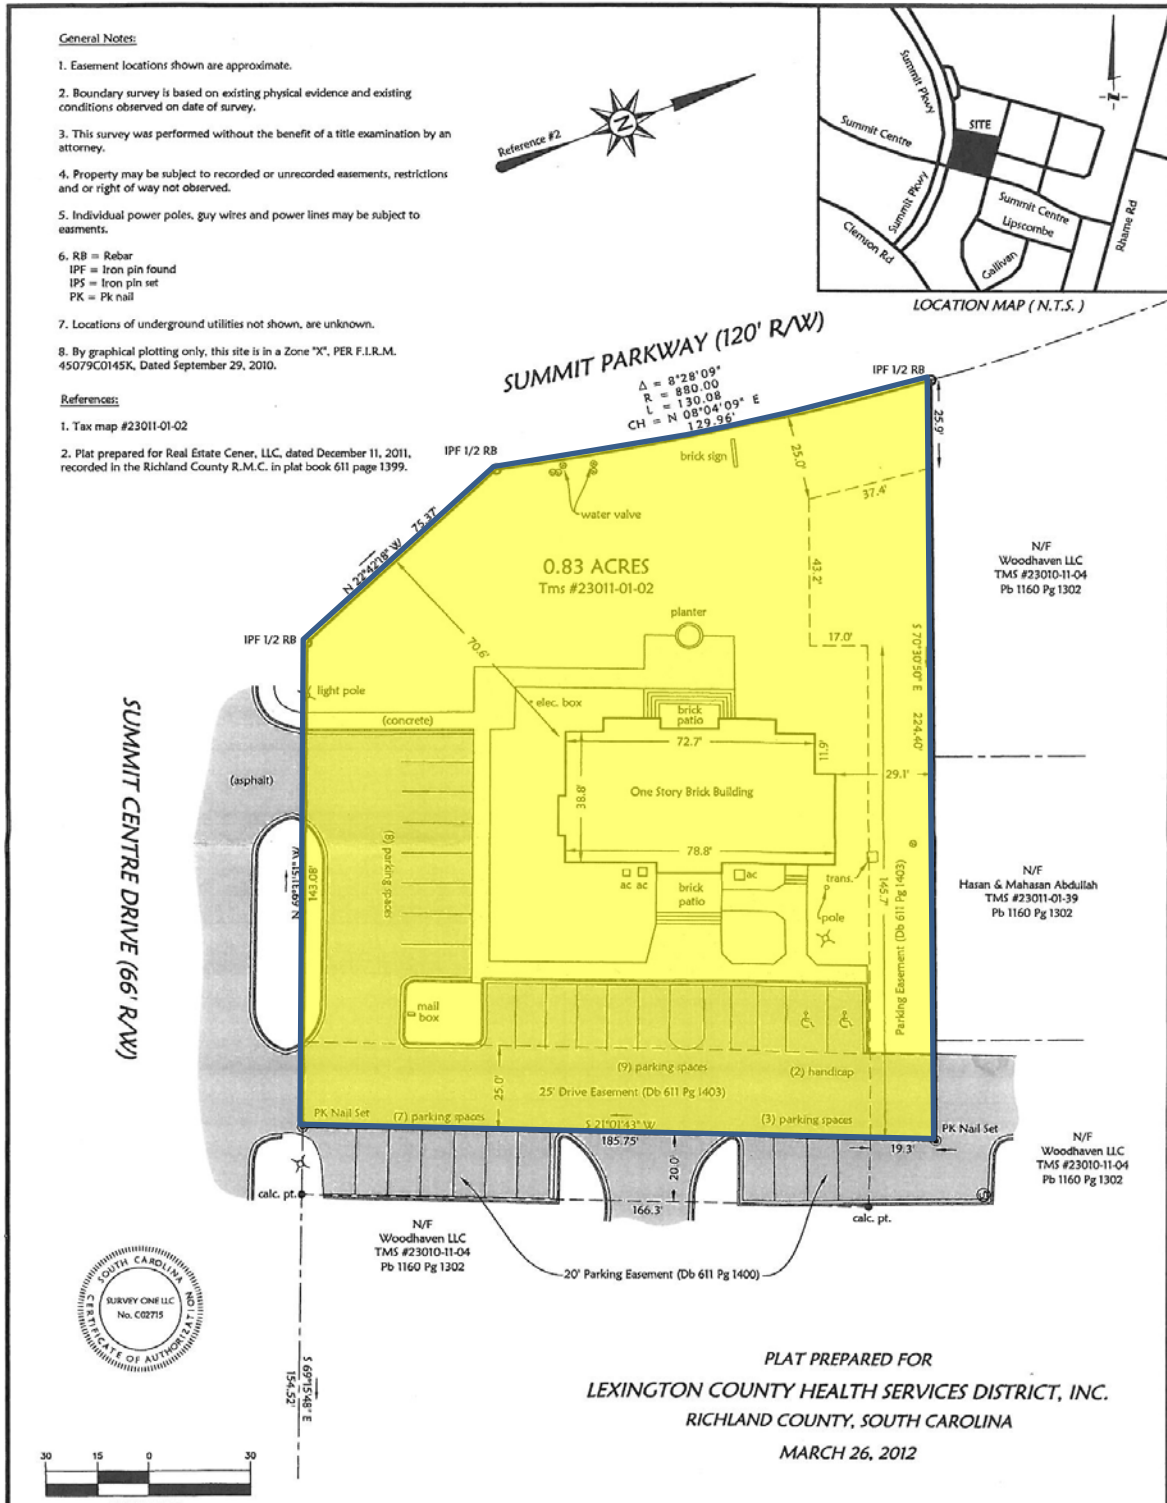 General Notes:
1. Easement locations shown are approximate.
2. Boundary survey is based on existing physical evidence and existing
conditions observed on date of survey.
3. This survey was performed without the benefit of a title examination by an
attorney.
4. Property may be subject to recorded or unrecorded easements, restrictions
and or right of way not observed.
5. Individual power poles, guy wires and power lines may be subject to
easments.
6. RB = Rebar
IPF = Iron pin found
IPS = Iron pin set
PK = Pk nail
7. Locations of underground utilities not shown, are unknown.
8. By graphical plotting only, this site is in a Zone "X", PER F.I.R.M.
45079C0145K, Dated September 29, 2010.
References:
1. Tax map #23011-01-02
2. Plat prepared for Real Estate Cener, LLC, dated December 11, 2011,
recorded in the Richland County R.M.C. in plat book 611 page 1399.
Reference #2
N
Summit Pkwy
Summit Centre
SITE
Summit Pkwy
Clemson Rd
Summit Centre
Lipscombe
Gallivan
Rhame Rd
N
LOCATION MAP ( N.T.S. )
SUMMIT PARKWAY (120' R/W)
Δ = 8°28'09"
R = 880.00
L = 130.08
CH = N 08°04'09" E
129.96'
IPF 1/2 RB
IPF 1/2 RB
brick sign
25.9'
25.0'
37.4'
water valve
75.37'
N 22°42'18" W
0.83 ACRES
Tms #23011-01-02
43.2'
N/F
Woodhaven LLC
TMS #23010-11-04
Pb 1160 Pg 1302
planter
IPF 1/2 RB
70.6'
17.0'
S 70°30'50" E 224.40'
light pole
elec. box
(concrete)
brick
patio
72.7'
11.9'
29.1'
(asphalt)
38.8'
One Story Brick Building
SUMMIT CENTRE DRIVE (66' R/W)
(8) parking spaces
78.8'
143.08'
ac ac
ac
trans.
brick
patio
pole
145.7'
Parking Easement (Db 611 Pg 1403)
N/F
Hasan & Mahasan Abdullah
TMS #23011-01-39
Pb 1160 Pg 1302
mail
box
(9) parking spaces
(2) handicap
25.0'
25' Drive Easement (Db 611 Pg 1403)
PK Nail Set
(7) parking spaces
S 21°01'43" W
185.75'
(3) parking spaces
PK Nail Set
19.3'
20.0'
N/F
Woodhaven LLC
TMS #23010-11-04
Pb 1160 Pg 1302
calc. pt.
166.3'
calc. pt.
N/F
Woodhaven LLC
TMS #23010-11-04
Pb 1160 Pg 1302
20' Parking Easement (Db 611 Pg 1400)
SOUTH CAROLINA
SURVEY ONE LLC
No. C02715
CERTIFICATE OF AUTHORIZATION
S 69°15'48" E
154.52'
PLAT PREPARED FOR
LEXINGTON COUNTY HEALTH SERVICES DISTRICT, INC.
RICHLAND COUNTY, SOUTH CAROLINA
MARCH 26, 2012
30 15 0 30